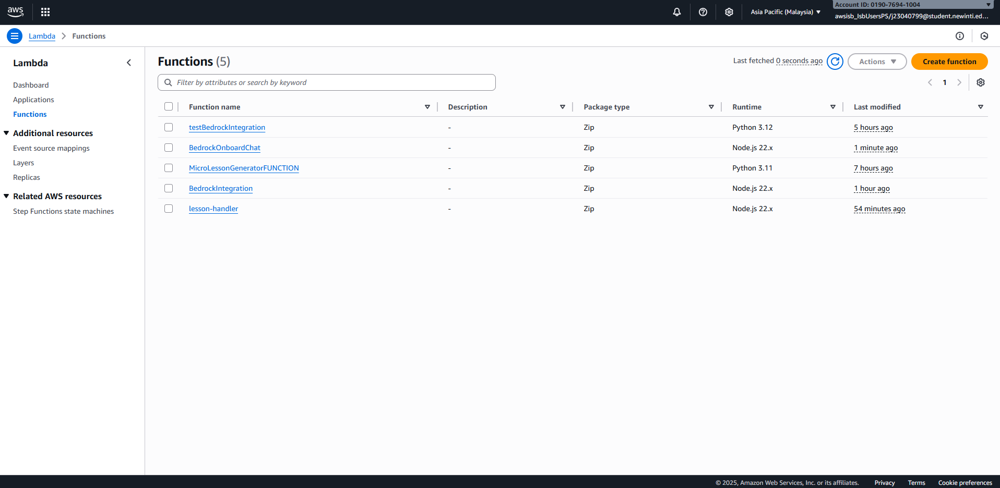 aws
Asia Pacific (Malaysia)
Account ID: 0190-7694-1004
awsisb_IsbUsersPS/j23040799@student.newinti.ed...
Lambda
Functions
Lambda
Dashboard
Applications
Functions
Additional resources
Event source mappings
Layers
Replicas
Related AWS resources
Step Functions state machines
Functions (5)
Last fetched 0 seconds ago
Actions
Create function
Filter by attributes or search by keyword
1
Function name Description Package type Runtime Last modified
testBedrockIntegration - Zip Python 3.12 5 hours ago
BedrockOnboardChat - Zip Node.js 22.x 1 minute ago
MicroLessonGeneratorFUNCTION - Zip Python 3.11 7 hours ago
BedrockIntegration - Zip Node.js 22.x 1 hour ago
lesson-handler - Zip Node.js 22.x 54 minutes ago
© 2025, Amazon Web Services, Inc. or its affiliates. Privacy Terms Cookie preferences